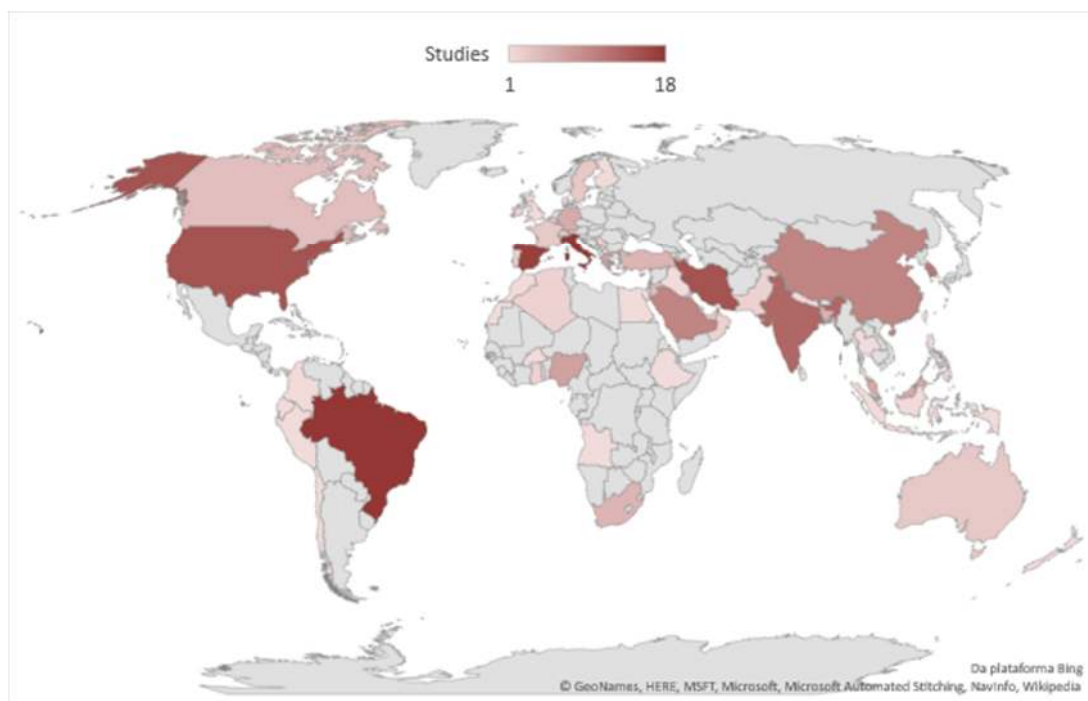 Studies
1 18
Da plataforma Bing
© GeoNames, HERE, MSFT, Microsoft, Microsoft Automated Stitching, NavInfo, Wikipedia